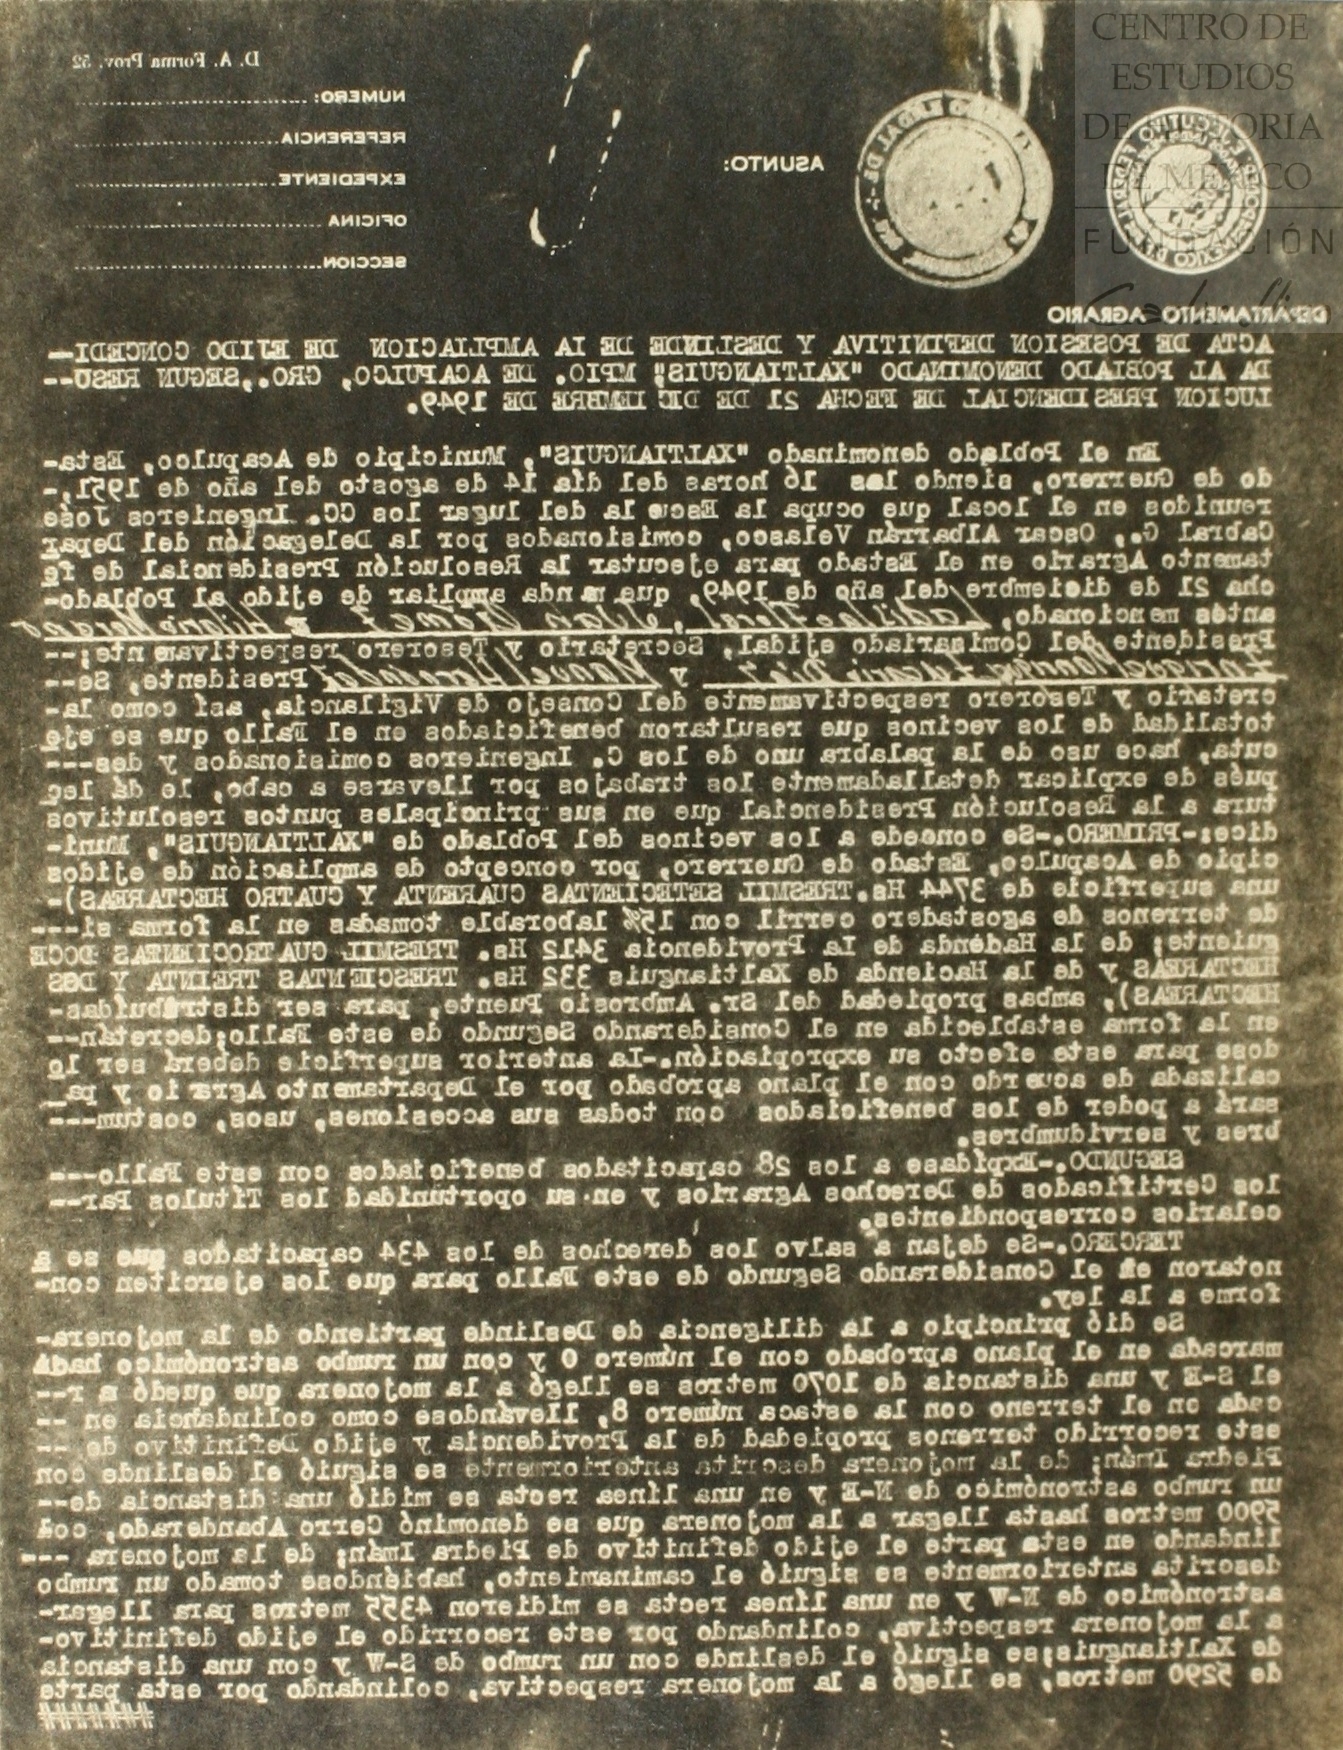 CENTRO DE
ESTUDIOS
DE HISTORIA
DE MÉXICO
FUNDACIÓN
D. A. Forma Prov. 52
NUMERO:
REFERENCIA
EXPEDIENTE
OFICINA
SECCION
ASUNTO:
DEPARTAMENTO AGRARIO
ACTA DE POSESION DEFINITIVA Y DESLINDE DE LA AMPLIACION DE EJIDO CONCEDI-
DA AL POBLADO DENOMINADO "XALTIANGUIS", MPIO. DE ACAPULCO, GRO., SEGUN RESO--
LUCION PRESIDENCIAL DE FECHA 21 DE DICIEMBRE DE 1949.
En el Poblado denominado "XALTIANGUIS", Municipio de Acapulco, Esta-
do de Guerrero, siendo las 16 horas del día 14 de agosto del año de 1951,-
reunidos en el local que ocupa la Escuela del lugar los CC. Ingenieros José
Cabral G., Oscar Albarrán Velasco, comisionados por la Delegación del Depar
tamento Agrario en el Estado para ejecutar la Resolución Presidencial de fe
cha 21 de diciembre del año de 1949, que manda ampliar de ejido al Poblado-
antes mencionado,
Presidente del Comisariado ejidal, Secretario y Tesorero respectivamente;--
y Manuel Hernández Presidente, Se--
cretario y Tesorero respectivamente del Consejo de Vigilancia, así como la-
totalidad de los vecinos que resultaron beneficiados en el Fallo que se eje
cuta, hace uso de la palabra uno de los C. Ingenieros comisionados y des---
pués de explicar detalladamente los trabajos por llevarse a cabo, le dá lec
tura a la Resolución Presidencial que en sus principales puntos resolutivos
dice:-PRIMERO.-Se concede a los vecinos del Poblado de "XALTIANGUIS", Muni-
cipio de Acapulco, Estado de Guerrero, por concepto de ampliación de ejidos
una superficie de 3744 Hs.TRESMIL SETECIENTAS CUARENTA Y CUATRO HECTAREAS)-
de terrenos de agostadero cerril con 15% laborable tomadas en la forma si---
guiente; de la Hadenda de La Providencia 3412 Hs. TRESMIL CUATROCIENTAS DOCE
HECTAREAS y de la Hacienda de Xaltianguis 332 Hs. TRESCIENTAS TREINTA Y DOS
HECTAREAS), ambas propiedad del Sr. Ambrosio Puente, para ser distribuídas-
en la forma establecida en el Considerando Segundo de este Fallo;decretán--
dose para este efecto su expropiación.-La anterior superficie deberá ser lo
calizada de acuerdo con el plano aprobado por el Departamento Agrario y pa_
sará a poder de los beneficiados con todas sus accesiones, usos, costum---
bres y servidumbres.
SEGUNDO.-Expídase a los 28 capacitados beneficiados con este Fallo---
los Certificados de Derechos Agrarios y en su oportunidad los Títulos Par--
celarios correspondientes.
TERCERO.-Se dejan a salvo los derechos de los 434 capacitados que se a
notaron en el Considerando Segundo de este Fallo para que los ejerciten con-
forme a la ley.
Se dió principio a la diligencia de Deslinde partiendo de la mojonera-
marcada en el plano aprobado con el número 0 y con un rumbo astronómico hada
el S-E y una distancia de 1070 metros se llegó a la mojonera que quedó a r--
cada en el terreno con la estaca número 8, llevándose como colindancia en --
este recorrido terrenos propiedad de la Providencia y ejido Definitivo de ---
Piedra Imán; de la mojonera descrita anteriormente se siguió el deslinde con
un rumbo astronómico de N-E y en una línea recta se midió una distancia de--
5900 metros hasta llegar a la mojonera que se denominó Cerro Abanderado, co
lindando en esta parte el ejido definitivo de Piedra Imán; de la mojonera ---
descrita anteriormente se siguió el caminamiento, habiéndose tomado un rumbo
astronómico de N-W y en una línea recta se midieron 4355 metros para llegar-
a la mojonera respectiva, colindando por este recorrido el ejido definitivo-
de Xaltianguis;se siguió el deslinde con un rumbo de S-W y con una distancia
de 5290 metros, se llegó a la mojonera respectiva, colindando por esta parte
#######